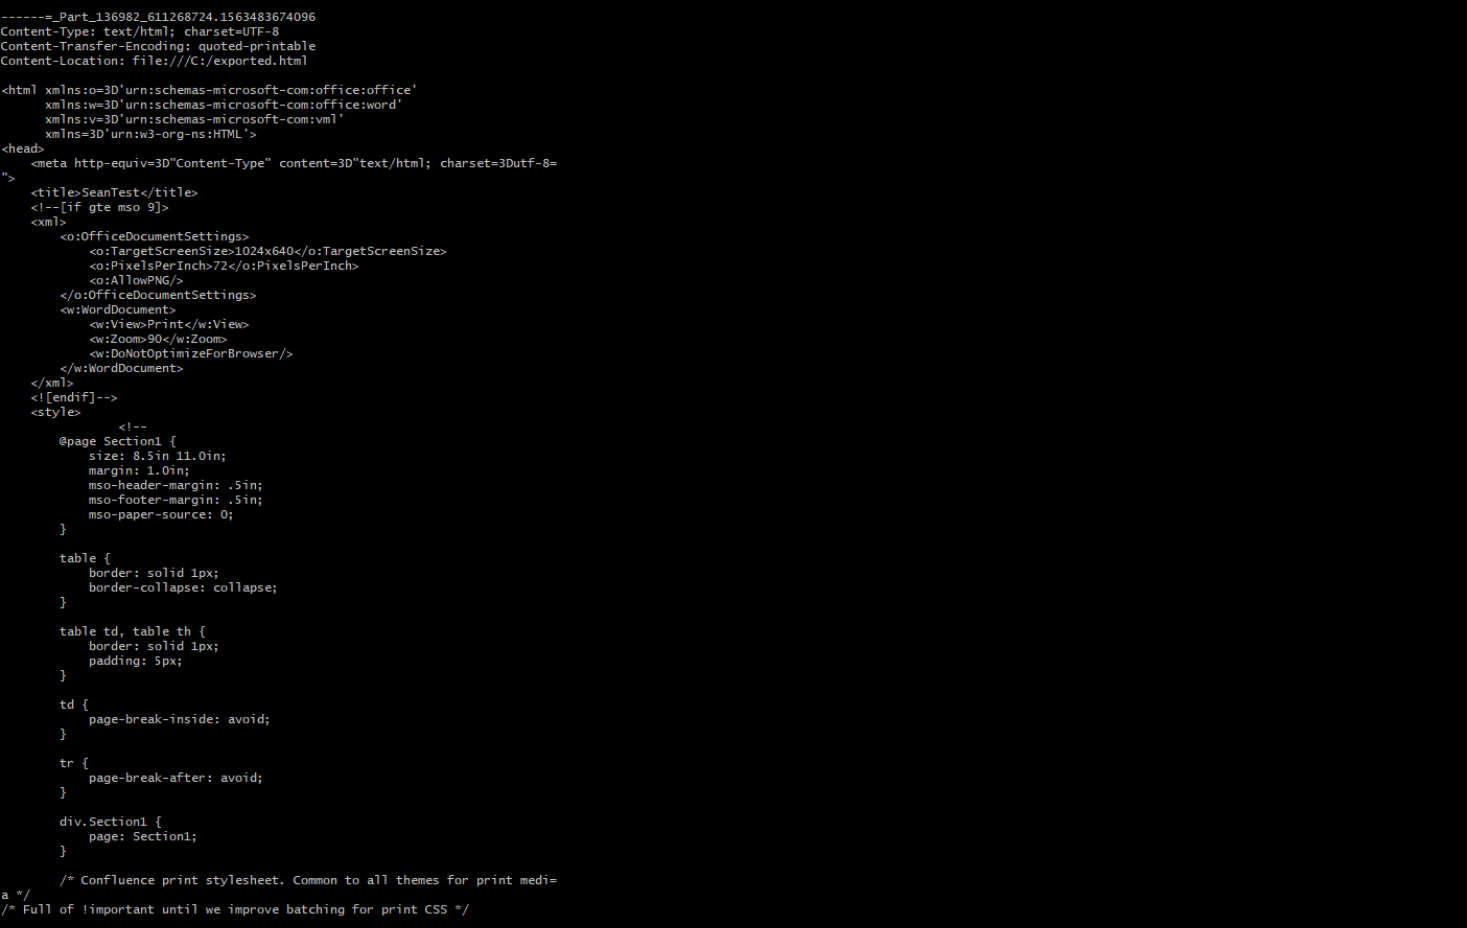 ------=_Part_136982_611268724.1563483674096
Content-Type: text/html; charset=UTF-8
Content-Transfer-Encoding: quoted-printable
Content-Location: file:///C:/exported.html

<html xmlns:o=3D'urn:schemas-microsoft-com:office:office'
      xmlns:w=3D'urn:schemas-microsoft-com:office:word'
      xmlns:v=3D'urn:schemas-microsoft-com:vml'
      xmlns=3D'urn:w3-org-ns:HTML'>
<head>
    <meta http-equiv=3D"Content-Type" content=3D"text/html; charset=3Dutf-8=
">
    <title>SeanTest</title>
    <!--[if gte mso 9]>
    <xml>
        <o:OfficeDocumentSettings>
            <o:TargetScreenSize>1024x640</o:TargetScreenSize>
            <o:PixelsPerInch>72</o:PixelsPerInch>
            <o:AllowPNG/>
        </o:OfficeDocumentSettings>
        <w:WordDocument>
            <w:View>Print</w:View>
            <w:Zoom>90</w:Zoom>
            <w:DoNotOptimizeForBrowser/>
        </w:WordDocument>
    </xml>
    <![endif]-->
    <style>
                <!--
        @page Section1 {
            size: 8.5in 11.0in;
            margin: 1.0in;
            mso-header-margin: .5in;
            mso-footer-margin: .5in;
            mso-paper-source: 0;
        }

        table {
            border: solid 1px;
            border-collapse: collapse;
        }

        table td, table th {
            border: solid 1px;
            padding: 5px;
        }

        td {
            page-break-inside: avoid;
        }

        tr {
            page-break-after: avoid;
        }

        div.Section1 {
            page: Section1;
        }

        /* Confluence print stylesheet. Common to all themes for print medi=
a */
/* Full of !important until we improve batching for print CSS */